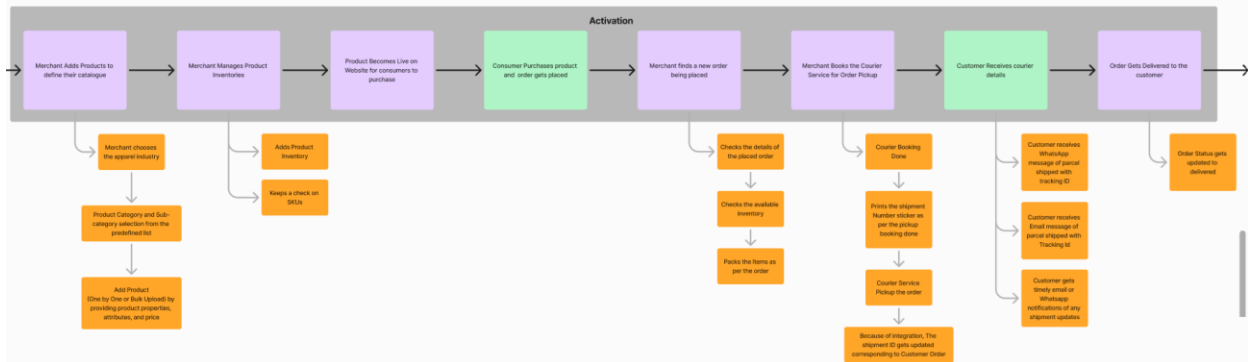 Activation
Merchant Adds Products to
define their catalogue
Merchant Manages Product
Inventories
Product Becomes Live on
Website for consumers to
purchase
Consumer Purchases product
and order gets placed
Merchant finds a new order
being placed
Merchant Books the Courier
Service for Order Pickup
Customer Receives courier
details
Order Gets Delivered to the
customer
Merchant chooses
the apparel industry
Product Category and Sub-
category selection from the
predefined list
Add Product
(One by One or Bulk Upload) by
providing product properties,
attributes, and price
Adds Product
Inventory
Keeps a check on
SKUs
Checks the details of
the placed order
Checks the available
inventory
Packs the Items as
per the order
Courier Booking
Done
Prints the shipment
Number sticker as
per the pickup
booking done
Courier Service
Pickup the order
Because of integration, The
shipment ID gets updated
corresponding to Customer Order
Customer receives
WhatsApp
message of parcel
shipped with
tracking ID
Customer receives
Email message of
parcel shipped with
Tracking Id
Customer gets
timely email or
Whatsapp
notifications of any
shipment updates
Order Status gets
updated to
delivered